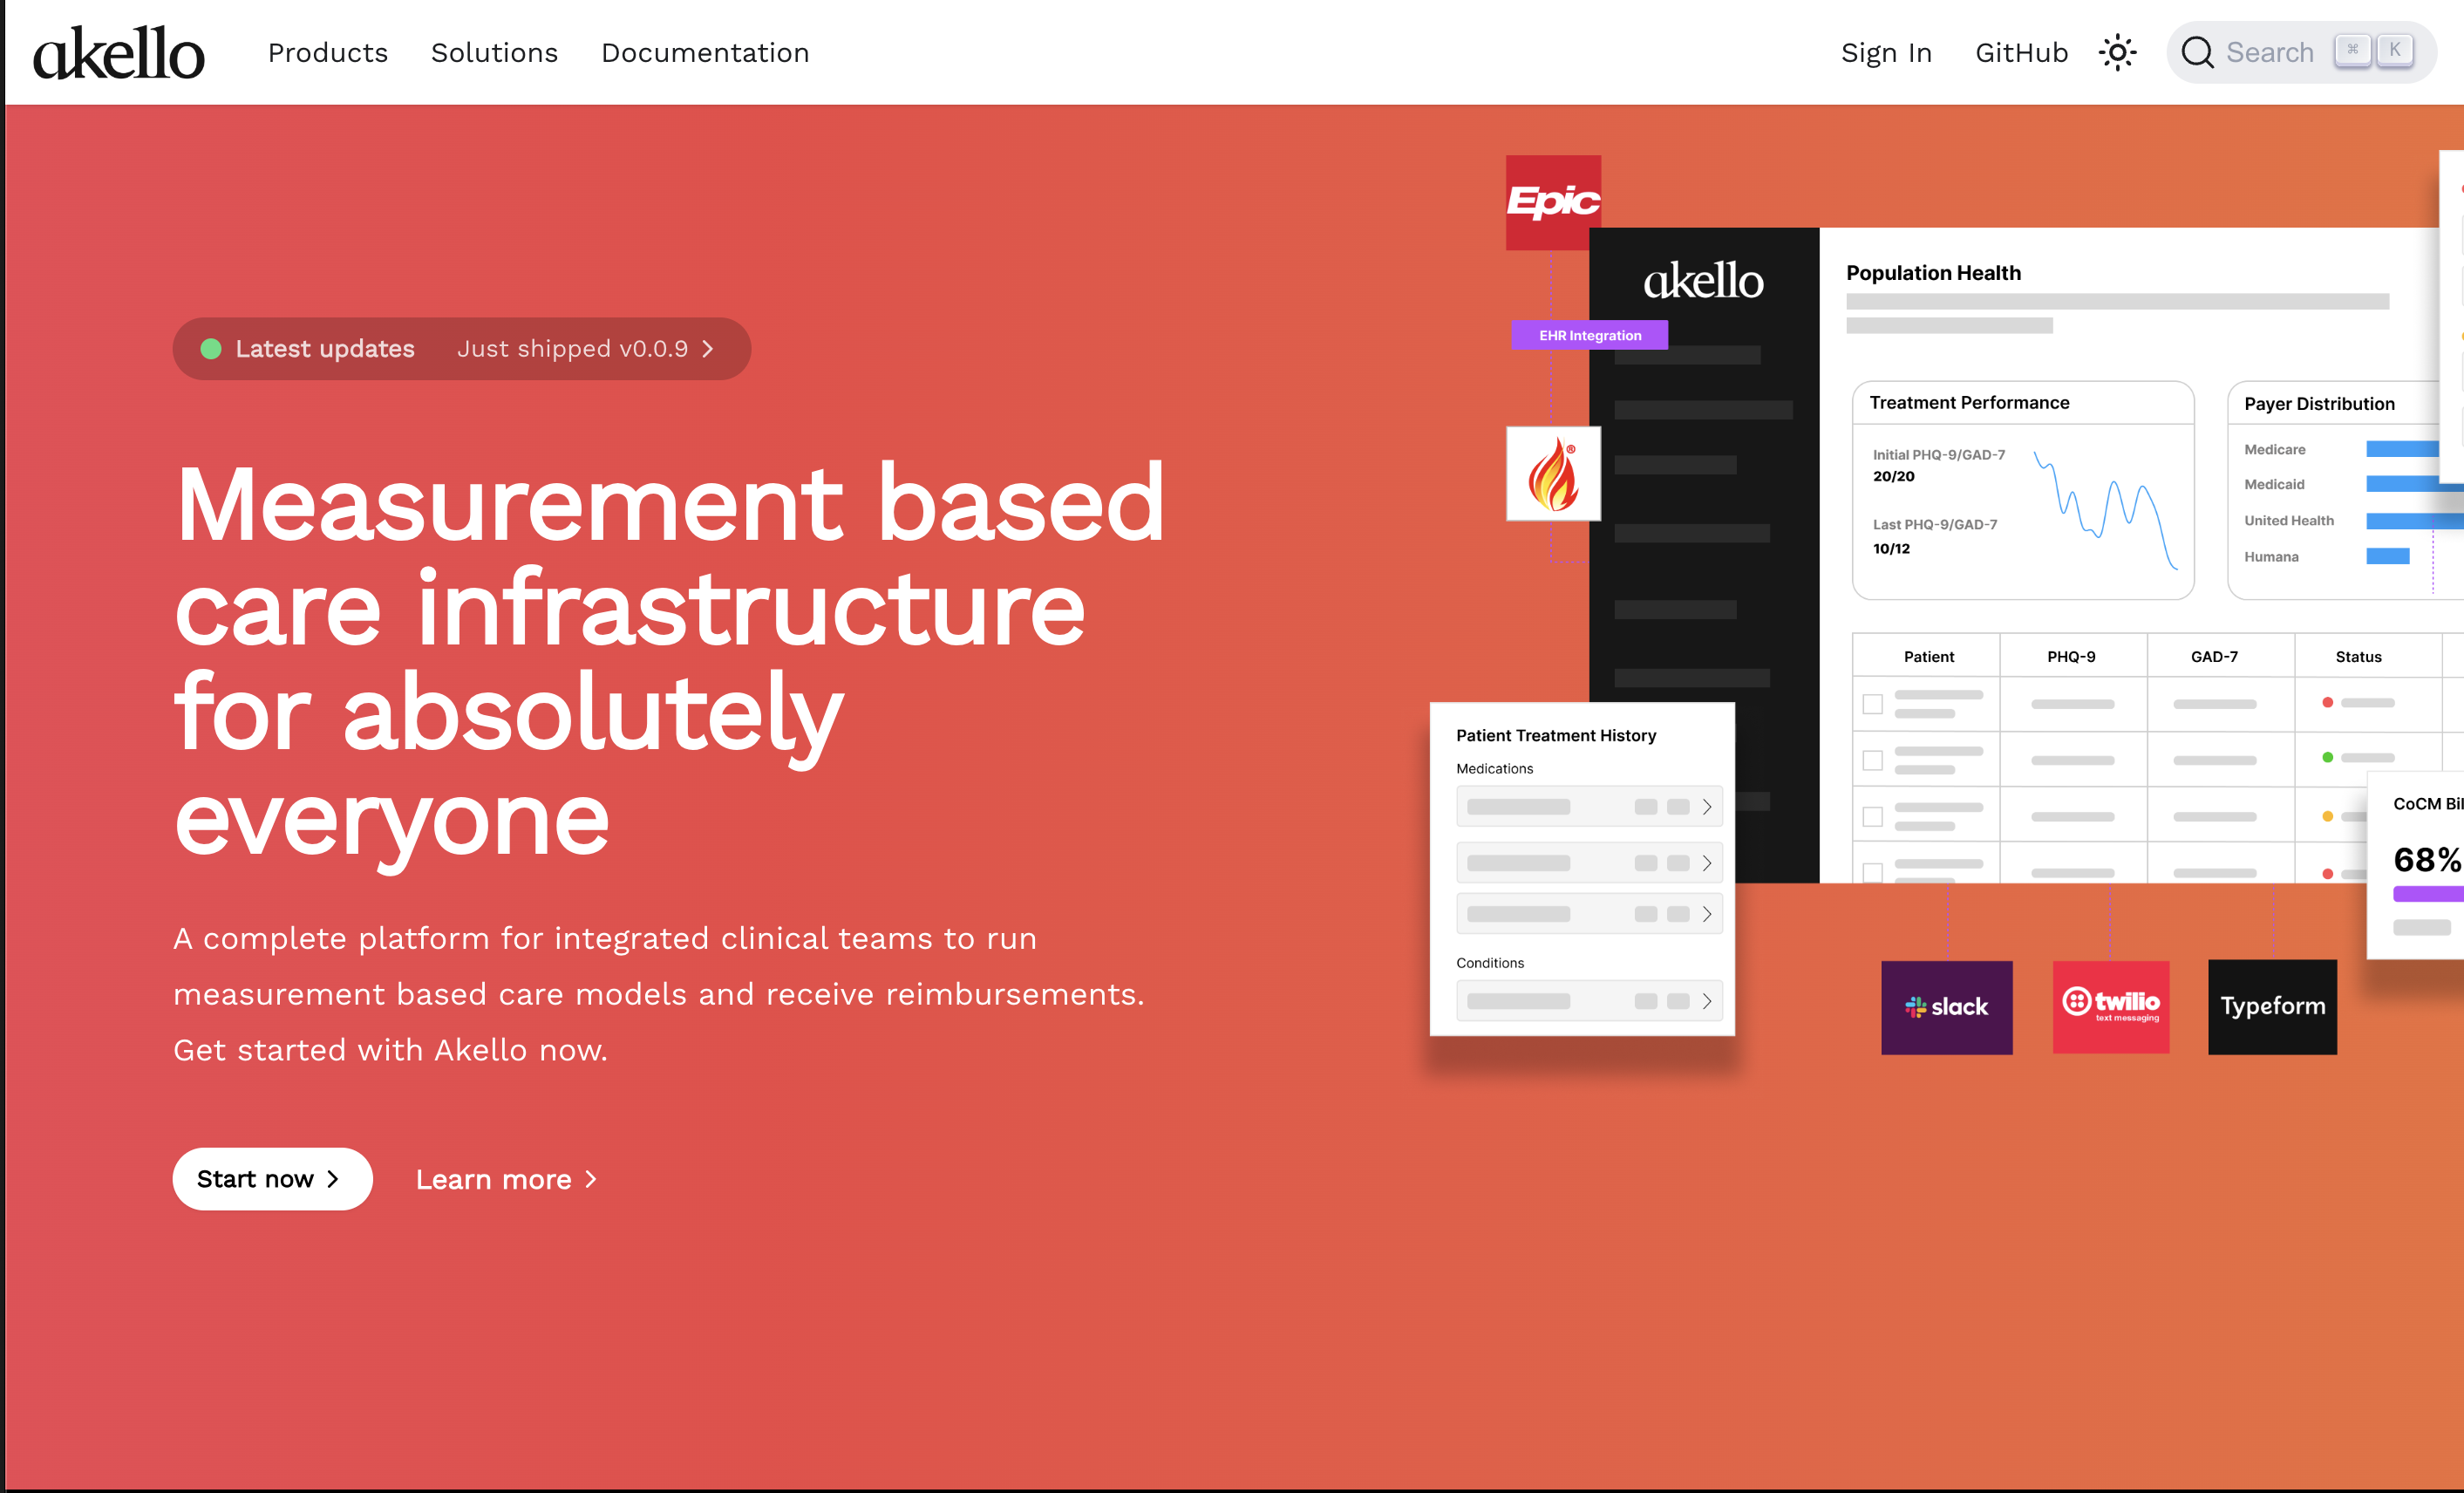 akello
Products
Solutions
Documentation
Sign In
GitHub
Search
⌘ K
Latest updates
Just shipped v0.0.9
Measurement based
care infrastructure
for absolutely
everyone
A complete platform for integrated clinical teams to run
measurement based care models and receive reimbursements.
Get started with Akello now.
Start now
Learn more
Epic
akello
EHR Integration
®
Population Health
Treatment Performance
Initial PHQ-9/GAD-7
20/20
Last PHQ-9/GAD-7
10/12
Payer Distribution
Medicare
Medicaid
United Health
Humana
Patient
PHQ-9
GAD-7
Status
Patient Treatment History
Medications
Conditions
CoCM
68%
slack
twilio
text messaging
Typeform